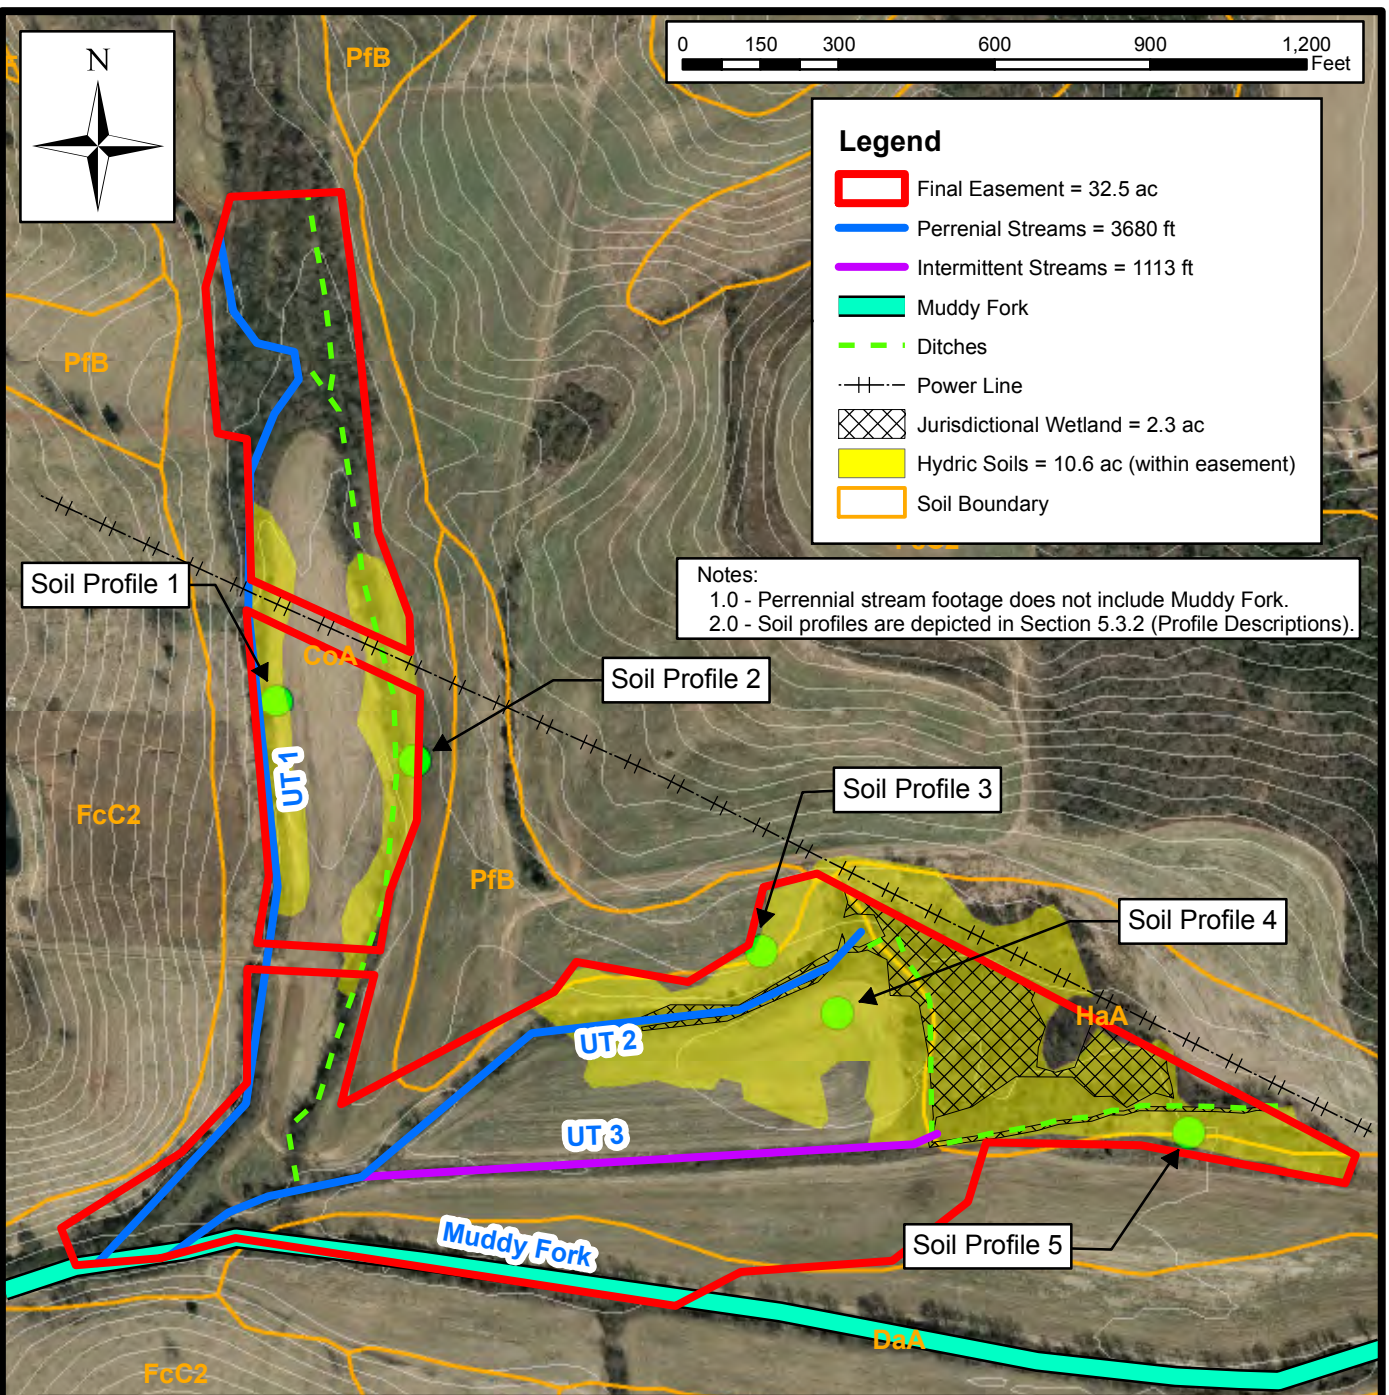 N
0 150 300 600 900 1,200
Feet
Legend
Final Easement = 32.5 ac
Perrenial Streams = 3680 ft
Intermittent Streams = 1113 ft
Muddy Fork
Ditches
Power Line
Jurisdictional Wetland = 2.3 ac
Hydric Soils = 10.6 ac (within easement)
Soil Boundary
Notes:
1.0 - Perrennial stream footage does not include Muddy Fork.
2.0 - Soil profiles are depicted in Section 5.3.2 (Profile Descriptions).
PfB
PfB
Soil Profile 1
CoA
Soil Profile 2
UT 1
Soil Profile 3
FcC2
PfB
Soil Profile 4
HaA
UT 2
UT 3
Muddy Fork
Soil Profile 5
DaA
FcC2